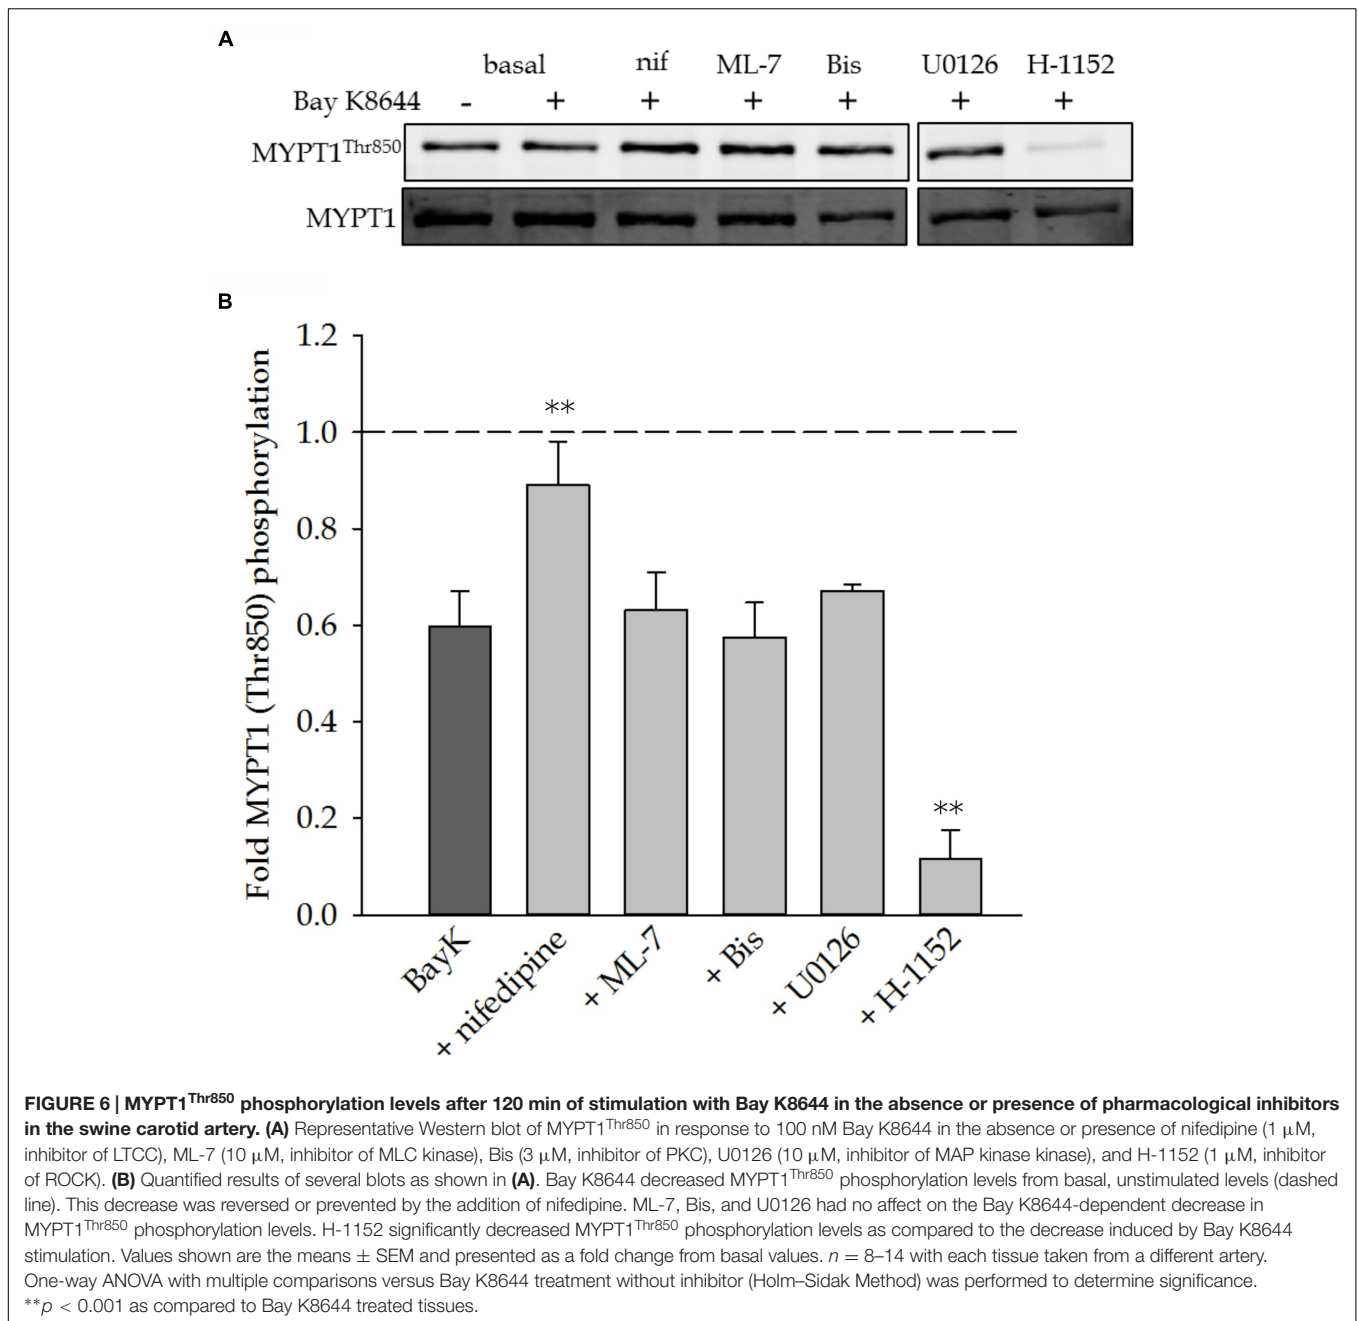 A
basal nif ML-7 Bis U0126 H-1152
Bay K8644 - + + + + + +
MYPT1Thr850
MYPT1
B
Fold MYPT1 (Thr850) phosphorylation
1.2
1.0
0.8
0.6
0.4
0.2
0.0
**
**
BayK
+ nifedipine
+ ML-7
+ Bis
+ U0126
+ H-1152
FIGURE 6 | MYPT1Thr850 phosphorylation levels after 120 min of stimulation with Bay K8644 in the absence or presence of pharmacological inhibitors
in the swine carotid artery. (A) Representative Western blot of MYPT1Thr850 in response to 100 nM Bay K8644 in the absence or presence of nifedipine (1 μM,
inhibitor of LTCC), ML-7 (10 μM, inhibitor of MLC kinase), Bis (3 μM, inhibitor of PKC), U0126 (10 μM, inhibitor of MAP kinase kinase), and H-1152 (1 μM, inhibitor
of ROCK). (B) Quantified results of several blots as shown in (A). Bay K8644 decreased MYPT1Thr850 phosphorylation levels from basal, unstimulated levels (dashed
line). This decrease was reversed or prevented by the addition of nifedipine. ML-7, Bis, and U0126 had no affect on the Bay K8644-dependent decrease in
MYPT1Thr850 phosphorylation levels. H-1152 significantly decreased MYPT1Thr850 phosphorylation levels as compared to the decrease induced by Bay K8644
stimulation. Values shown are the means ± SEM and presented as a fold change from basal values. n = 8–14 with each tissue taken from a different artery.
One-way ANOVA with multiple comparisons versus Bay K8644 treatment without inhibitor (Holm–Sidak Method) was performed to determine significance.
**p < 0.001 as compared to Bay K8644 treated tissues.